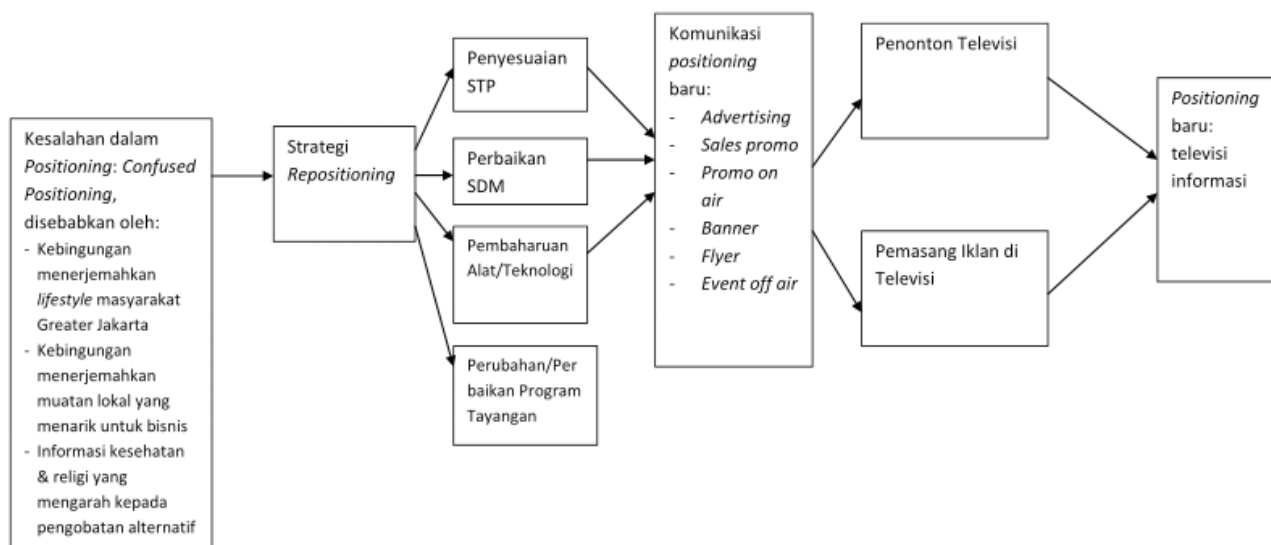 Kesalahan dalam
Positioning: Confused
Positioning,
disebabkan oleh:
- Kebingungan
menerjemahkan
lifestyle masyarakat
Greater Jakarta
- Kebingungan
menerjemahkan
muatan lokal yang
menarik untuk bisnis
- Informasi kesehatan
& religi yang
mengarah kepada
pengobatan alternatif
Strategi
Repositioning
Penyesuaian
STP
Perbaikan
SDM
Pembaharuan
Alat/Teknologi
Perubahan/Per
baikan Program
Tayangan
Komunikasi
positioning
baru:
- Advertising
- Sales promo
- Promo on
air
- Banner
- Flyer
- Event off air
Penonton Televisi
Pemasang Iklan di
Televisi
Positioning
baru:
televisi
informasi